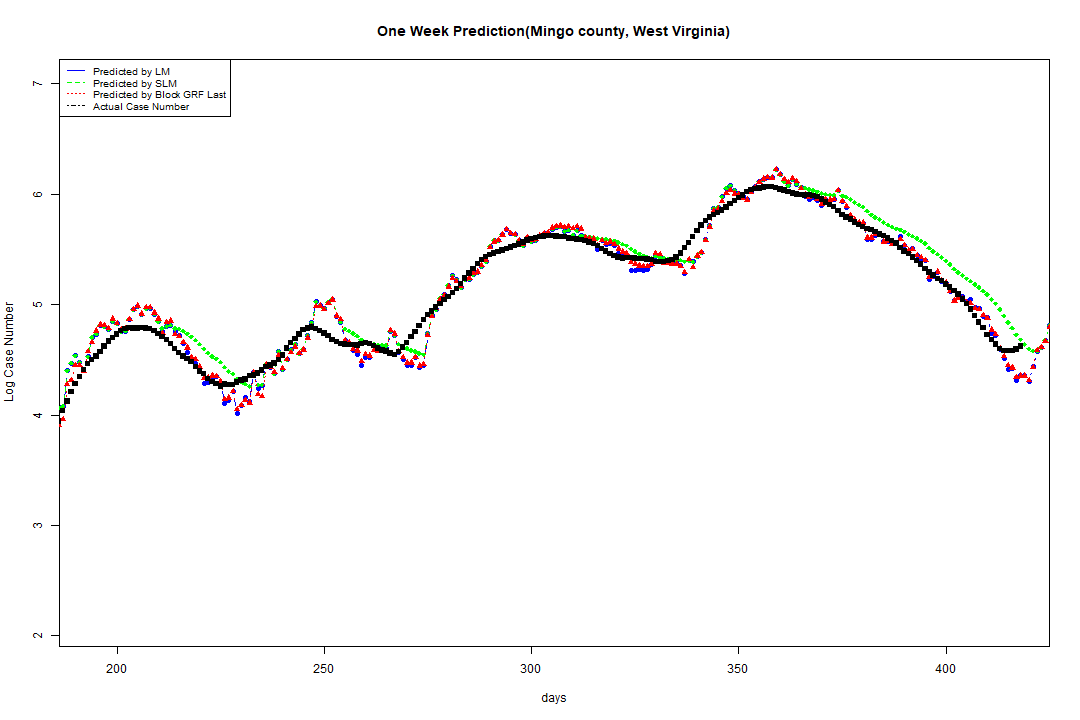 One Week Prediction(Mingo county, West Virginia)
Predicted by LM
Predicted by SLM
Predicted by Block GRF Last
Actual Case Number
7
6
5
4
3
2
Log Case Number
200 250 300 350 400
days